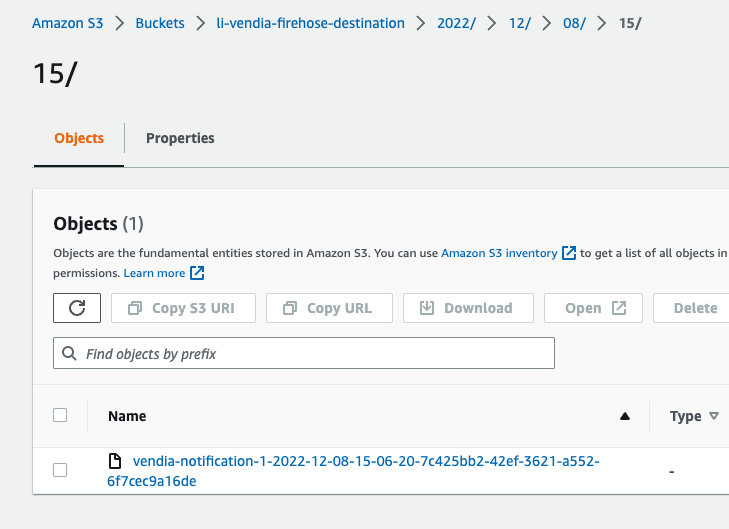 Amazon S3 > Buckets > li-vendia-firehose-destination > 2022/ > 12/ > 08/ > 15/
15/
Objects Properties
Objects (1)
Objects are the fundamental entities stored in Amazon S3. You can use Amazon S3 inventory to get a list of all objects in
permissions. Learn more
Copy S3 URI Copy URL Download Open Delete
Find objects by prefix
Name Type
vendia-notification-1-2022-12-08-15-06-20-7c425bb2-42ef-3621-a552-
6f7cec9a16de -